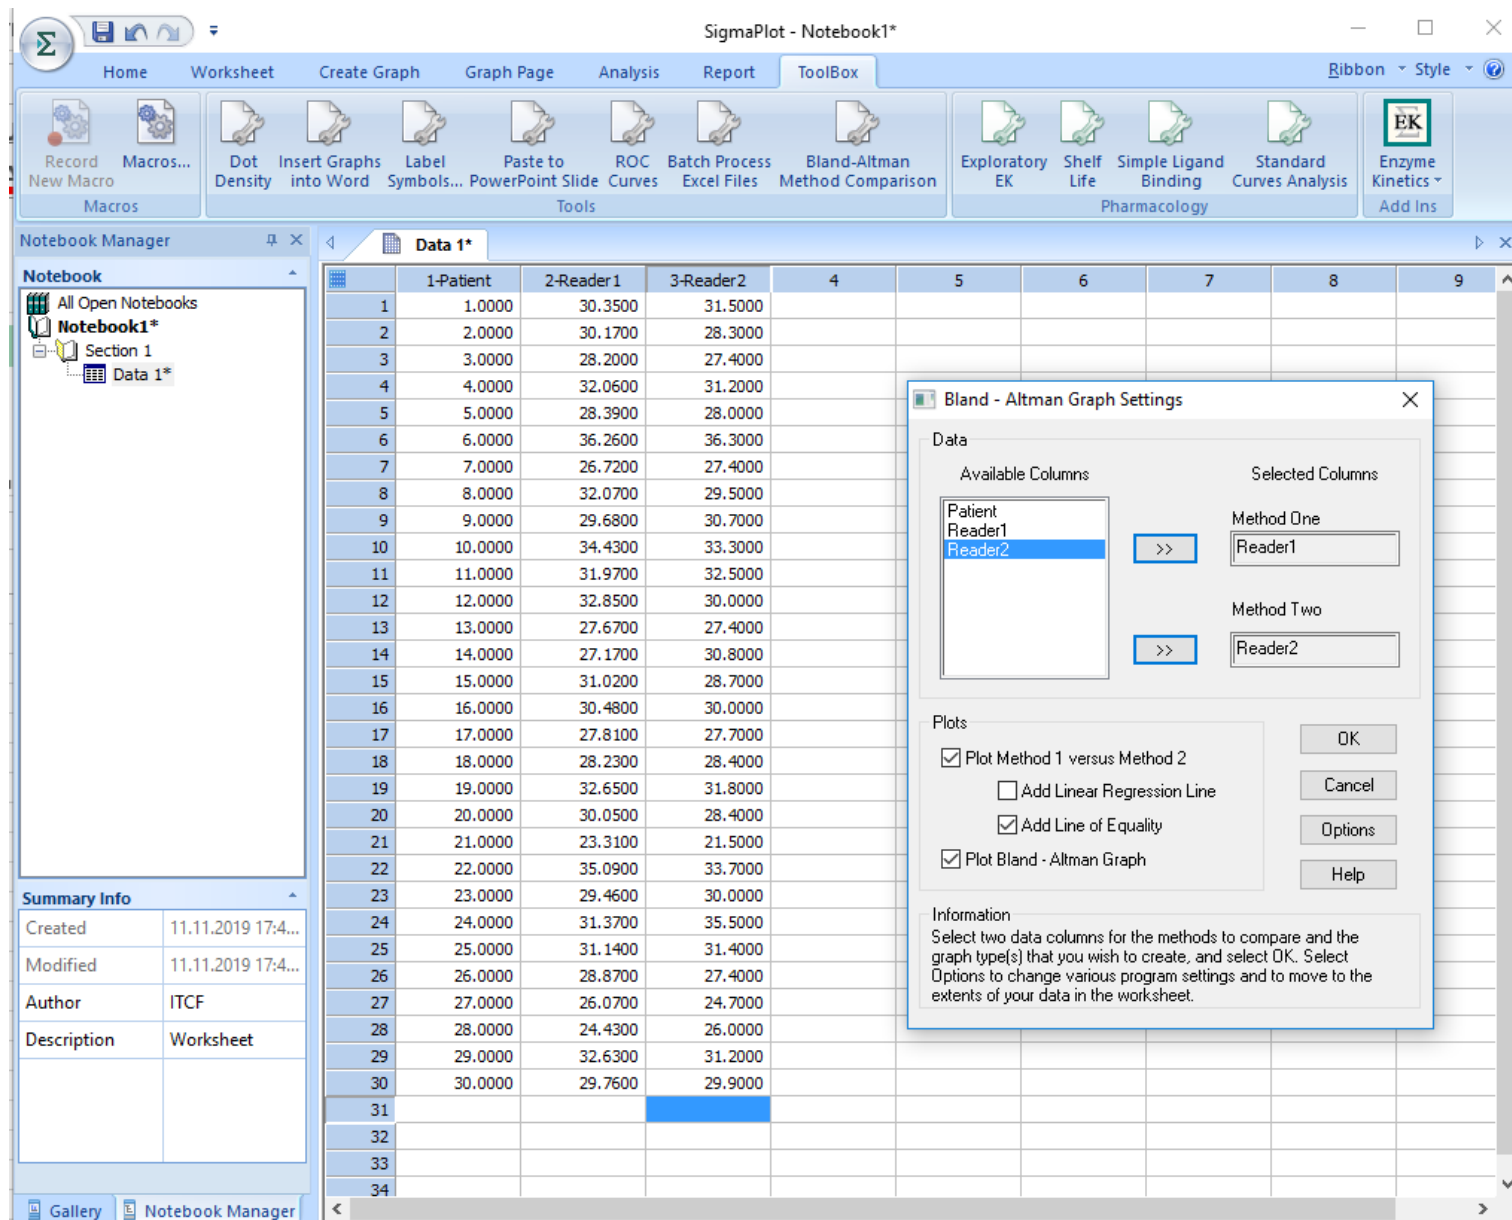 SigmaPlot - Notebook1*
Home Worksheet Create Graph Graph Page Analysis Report ToolBox Ribbon Style
Record New Macro
Macros...
Dot Density
Insert Graphs into Word
Label Symbols...
Paste to PowerPoint Slide
ROC Curves
Batch Process Excel Files
Bland-Altman Method Comparison
Exploratory EK
Shelf Life
Simple Ligand Binding
Standard Curves Analysis
EK
Enzyme Kinetics
Macros Tools Pharmacology Add Ins
Notebook Manager
Notebook
All Open Notebooks
Notebook1*
Section 1
Data 1*
Summary Info
Created 11.11.2019 17:4...
Modified 11.11.2019 17:4...
Author ITCF
Description Worksheet
Gallery Notebook Manager
Data 1*
1-Patient 2-Reader1 3-Reader2 4 5 6 7 8 9
1 1.0000 30.3500 31.5000
2 2.0000 30.1700 28.3000
3 3.0000 28.2000 27.4000
4 4.0000 32.0600 31.2000
5 5.0000 28.3900 28.0000
6 6.0000 36.2600 36.3000
7 7.0000 26.7200 27.4000
8 8.0000 32.0700 29.5000
9 9.0000 29.6800 30.7000
10 10.0000 34.4300 33.3000
11 11.0000 31.9700 32.5000
12 12.0000 32.8500 30.0000
13 13.0000 27.6700 27.4000
14 14.0000 27.1700 30.8000
15 15.0000 31.0200 28.7000
16 16.0000 30.4800 30.0000
17 17.0000 27.8100 27.7000
18 18.0000 28.2300 28.4000
19 19.0000 32.6500 31.8000
20 20.0000 30.0500 28.4000
21 21.0000 23.3100 21.5000
22 22.0000 35.0900 33.7000
23 23.0000 29.4600 30.0000
24 24.0000 31.3700 35.5000
25 25.0000 31.1400 31.4000
26 26.0000 28.8700 27.4000
27 27.0000 26.0700 24.7000
28 28.0000 24.4300 26.0000
29 29.0000 32.6300 31.2000
30 30.0000 29.7600 29.9000
31
32
33
34
Bland - Altman Graph Settings
Data
Available Columns Selected Columns
Patient
Reader1
Reader2
Method One
>> Reader1
Method Two
>> Reader2
Plots
Plot Method 1 versus Method 2
Add Linear Regression Line
Add Line of Equality
Plot Bland - Altman Graph
OK
Cancel
Options
Help
Information
Select two data columns for the methods to compare and the
graph type(s) that you wish to create, and select OK. Select
Options to change various program settings and to move to the
extents of your data in the worksheet.